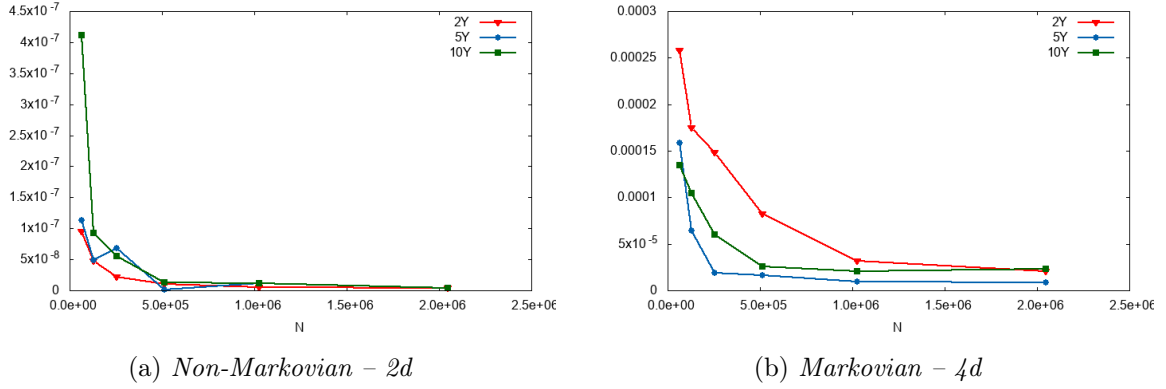 4.5x10⁻⁷
4x10⁻⁷
3.5x10⁻⁷
3x10⁻⁷
2.5x10⁻⁷
2x10⁻⁷
1.5x10⁻⁷
1x10⁻⁷
5x10⁻⁸
0
0.0e+00
5.0e+05
1.0e+06
1.5e+06
2.0e+06
2.5e+06
N
2Y
5Y
10Y
(a) Non-Markovian – 2d
0.0003
0.00025
0.0002
0.00015
0.0001
5x10⁻⁵
0
0.0e+00
5.0e+05
1.0e+06
1.5e+06
2.0e+06
2.5e+06
N
2Y
5Y
10Y
(b) Markovian – 4d